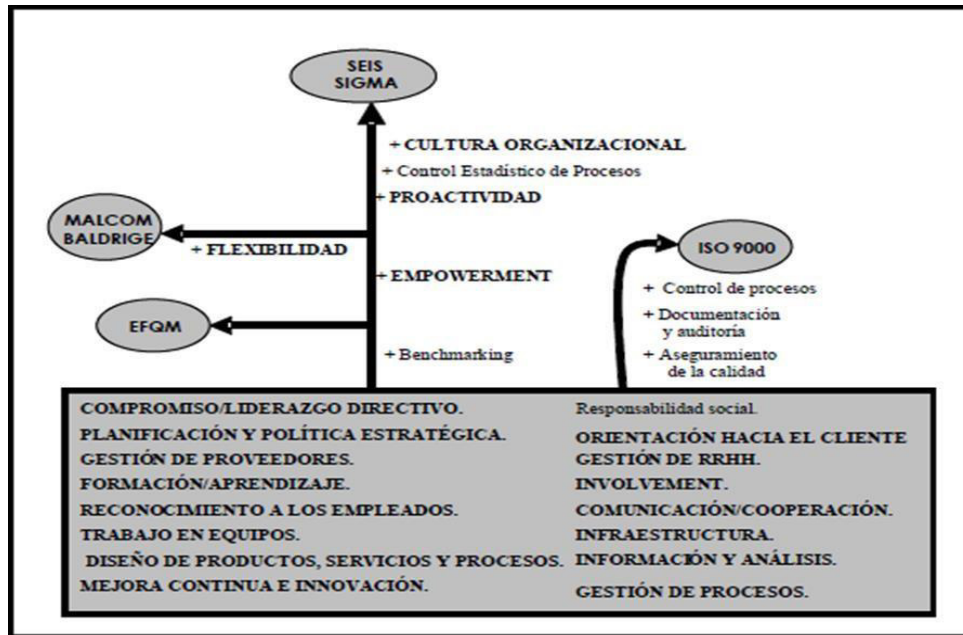 SEIS
SIGMA
+ CULTURA ORGANIZACIONAL
+ Control Estadístico de Procesos
+ PROACTIVIDAD
MALCOM
BALDRIGE
+ FLEXIBILIDAD
ISO 9000
+ EMPOWERMENT
+ Control de procesos
+ Documentación
y auditoría
+ Aseguramiento
de la calidad
EFQM
+ Benchmarking
COMPROMISO/LIDERAZGO DIRECTIVO.
PLANIFICACIÓN Y POLÍTICA ESTRATÉGICA.
GESTIÓN DE PROVEEDORES.
FORMACIÓN/APRENDIZAJE.
RECONOCIMIENTO A LOS EMPLEADOS.
TRABAJO EN EQUIPOS.
DISEÑO DE PRODUCTOS, SERVICIOS Y PROCESOS.
MEJORA CONTINUA E INNOVACIÓN.
Responsabilidad social.
ORIENTACIÓN HACIA EL CLIENTE
GESTIÓN DE RRHH.
INVOLVEMENT.
COMUNICACIÓN/COOPERACIÓN.
INFRAESTRUCTURA.
INFORMACIÓN Y ANÁLISIS.
GESTIÓN DE PROCESOS.